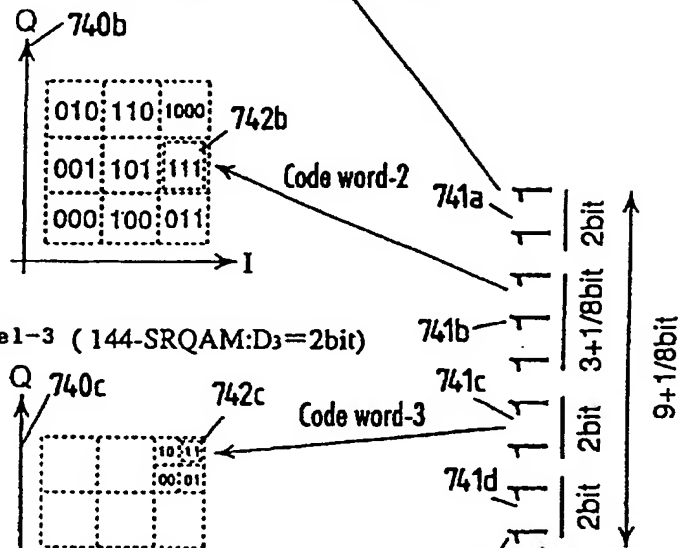 Q 740b
010 110 1000
742b
001 101 111
Code word-2
741a
2bit
000 100 011
I
3+1/8bit
9+1/8bit
741b
el-3 (144-SRQAM:D3=2bit)
Q 740c
742c
741c
Code word-3
10 11
00 01
2bit
741d
2bit